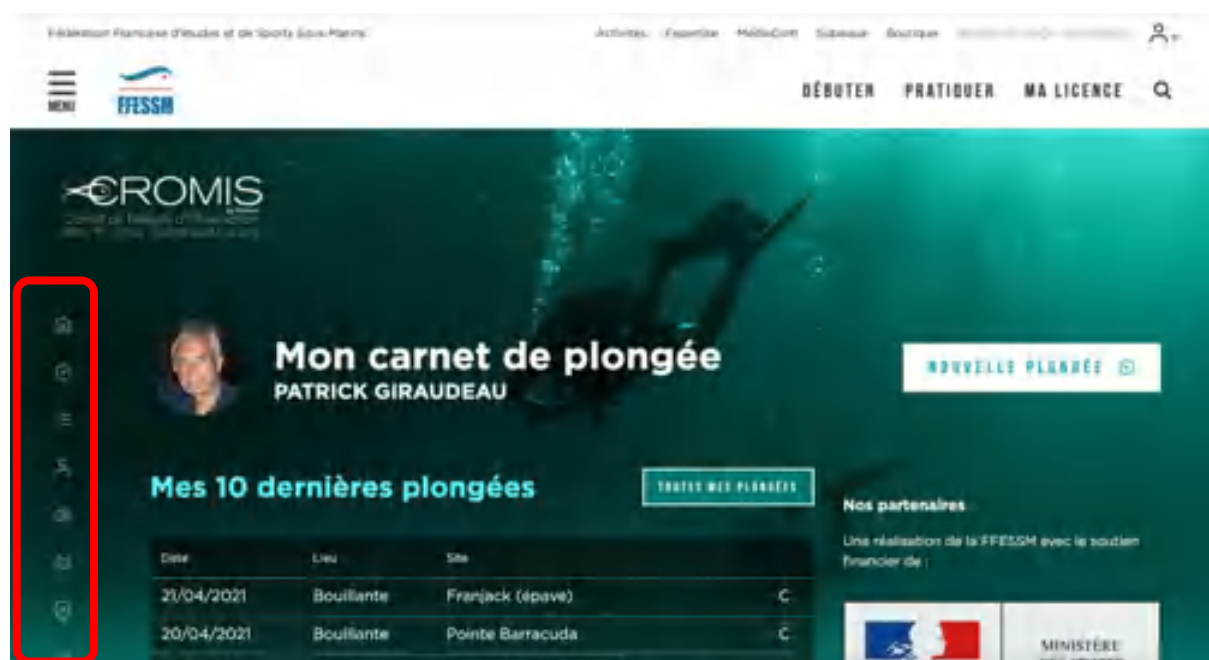 Fédération Française d'études et de Sports Sous-Marins
Activités Expertise MédiaCom Subaqua Boutique
MENU
FFESSM
DÉBUTER PRATIQUER MA LICENCE
CROMIS
Mon carnet de plongée
PATRICK GIRAUDEAU
NOUVELLE PLONGÉE
Mes 10 dernières plongées
TOUTES MES PLONGÉES
Nos partenaires
Une réalisation de la FFESSM avec le soutien
financier de :
Date Lieu Site
21/04/2021 Bouillante Franjack (épave) C
20/04/2021 Bouillante Pointe Barracuda C
MINISTÈRE